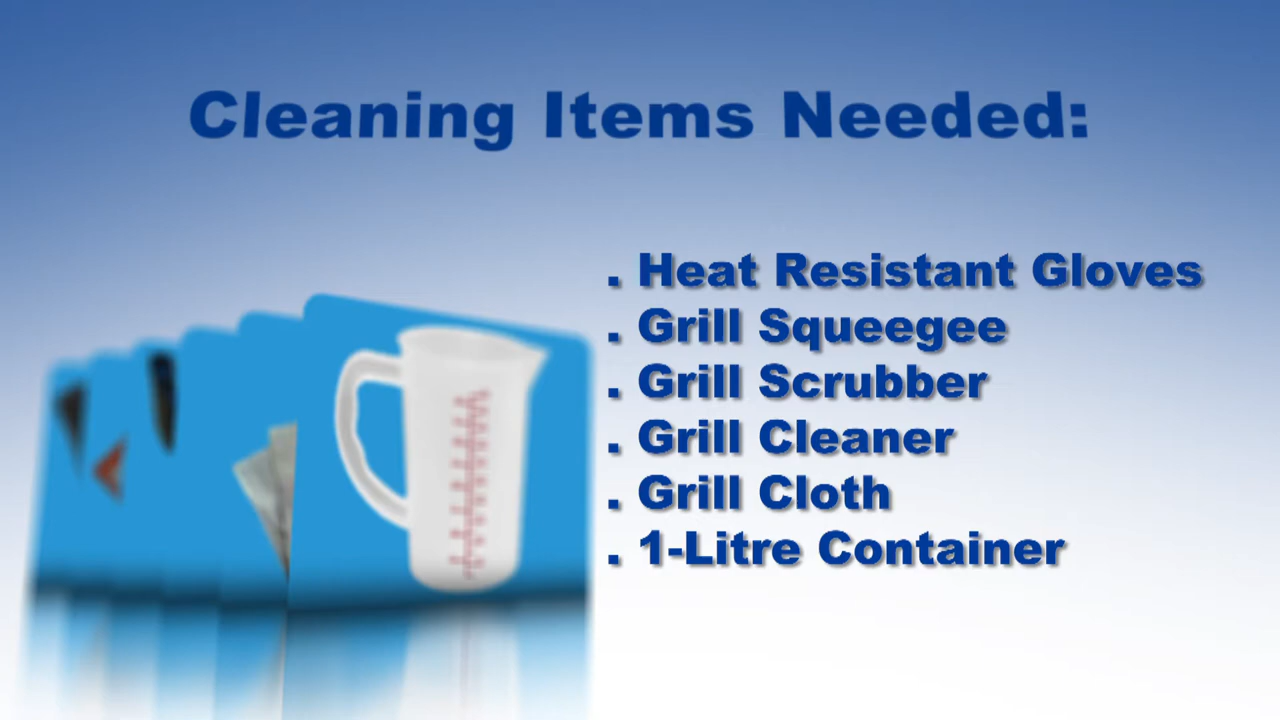 Cleaning Items Needed:
. Heat Resistant Gloves
. Grill Squeegee
. Grill Scrubber
. Grill Cleaner
. Grill Cloth
. 1-Litre Container